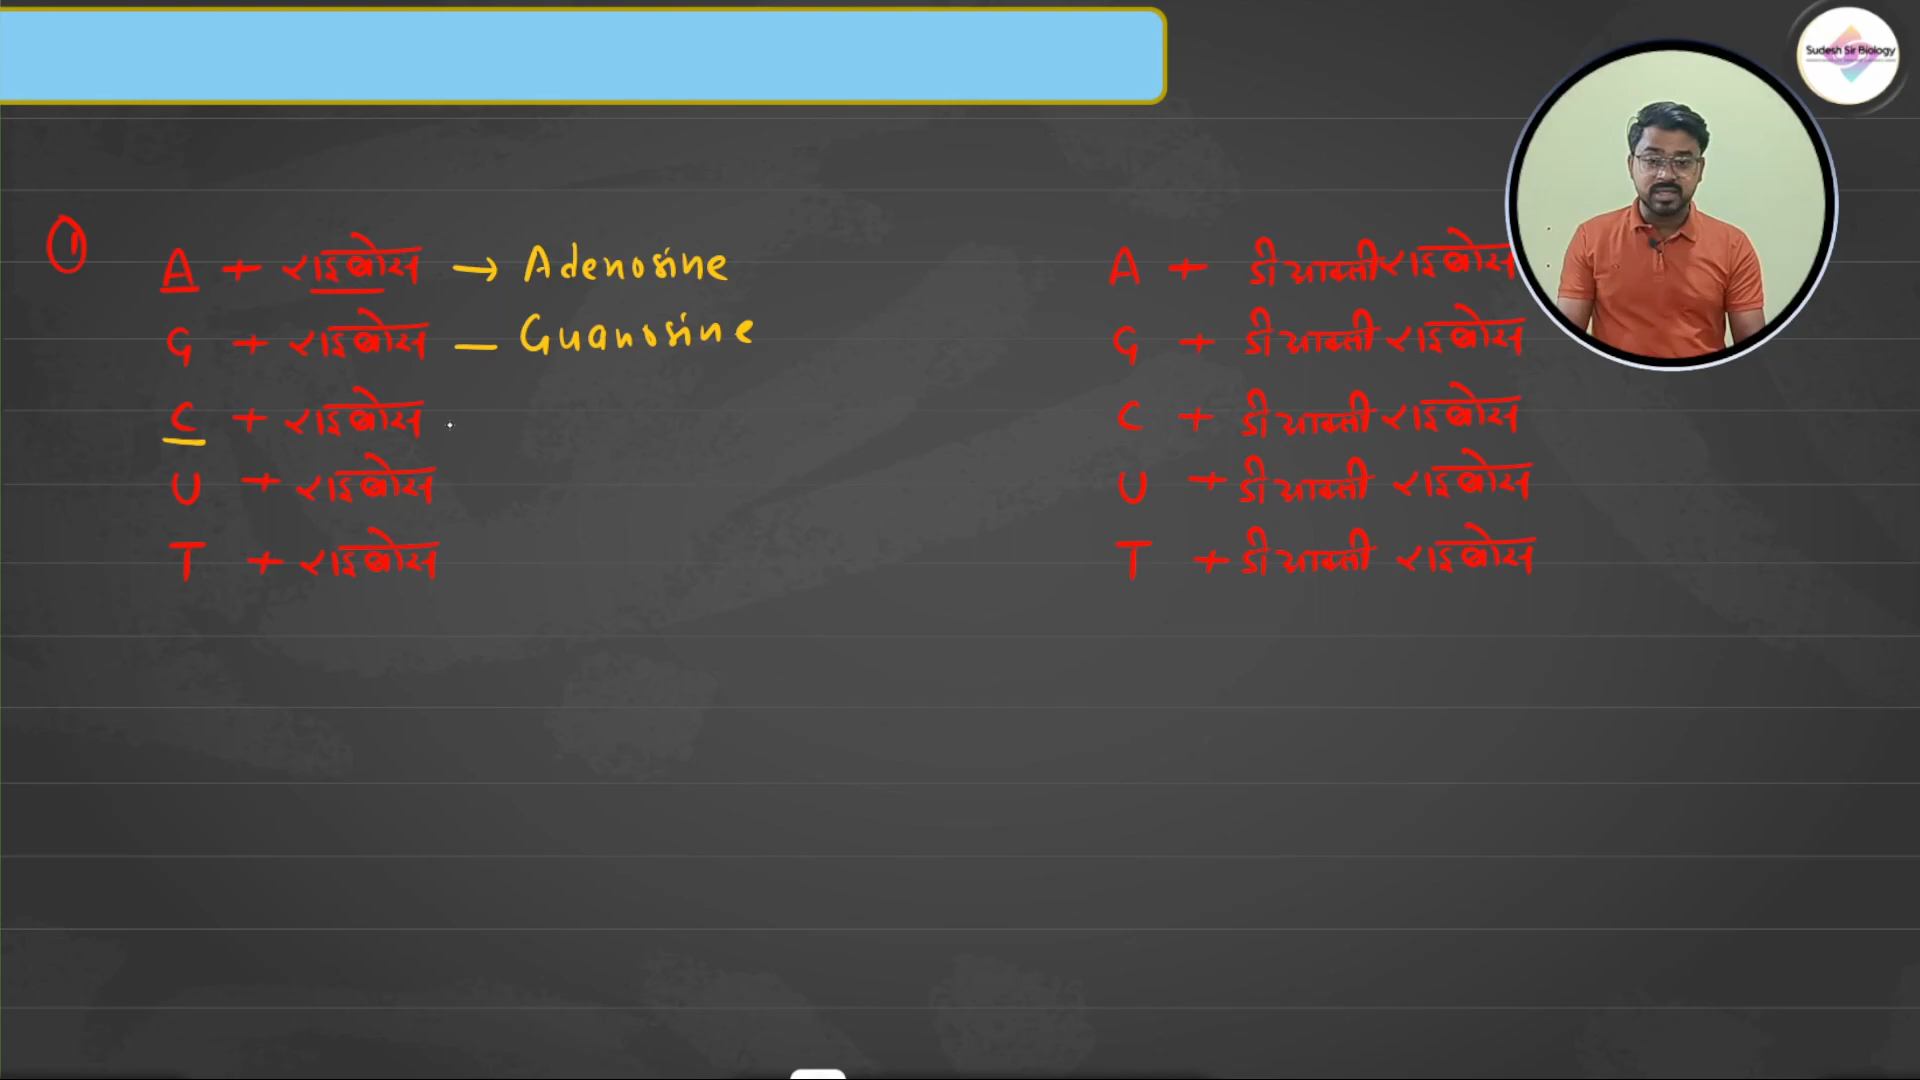 Sudesh Sir Biology
①
A + राइबोस → Adenosine
G + राइबोस — Guanosine
C + राइबोस
U + राइबोस
T + राइबोस
A + डीआक्सीराइबोस
G + डीआक्सीराइबोस
C + डीआक्सीराइबोस
U + डीआक्सी राइबोस
T + डीआक्सी राइबोस